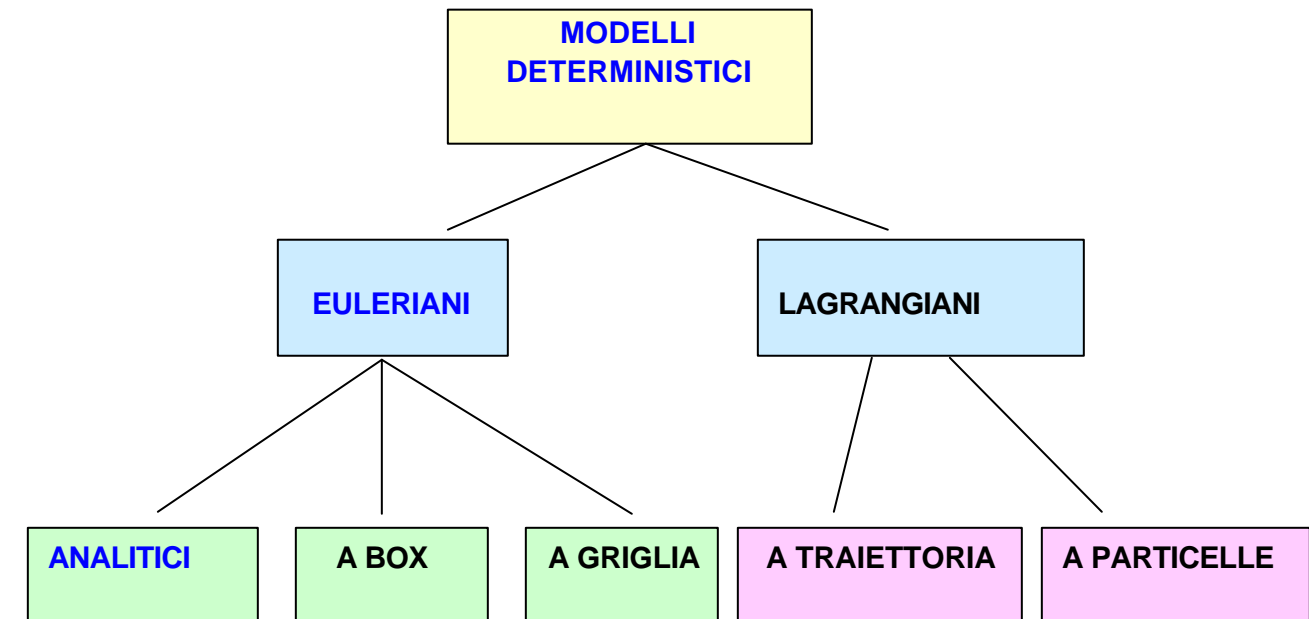 MODELLI
DETERMINISTICI
EULERIANI
LAGRANGIANI
ANALITICI
A BOX
A GRIGLIA
A TRAIETTORIA
A PARTICELLE